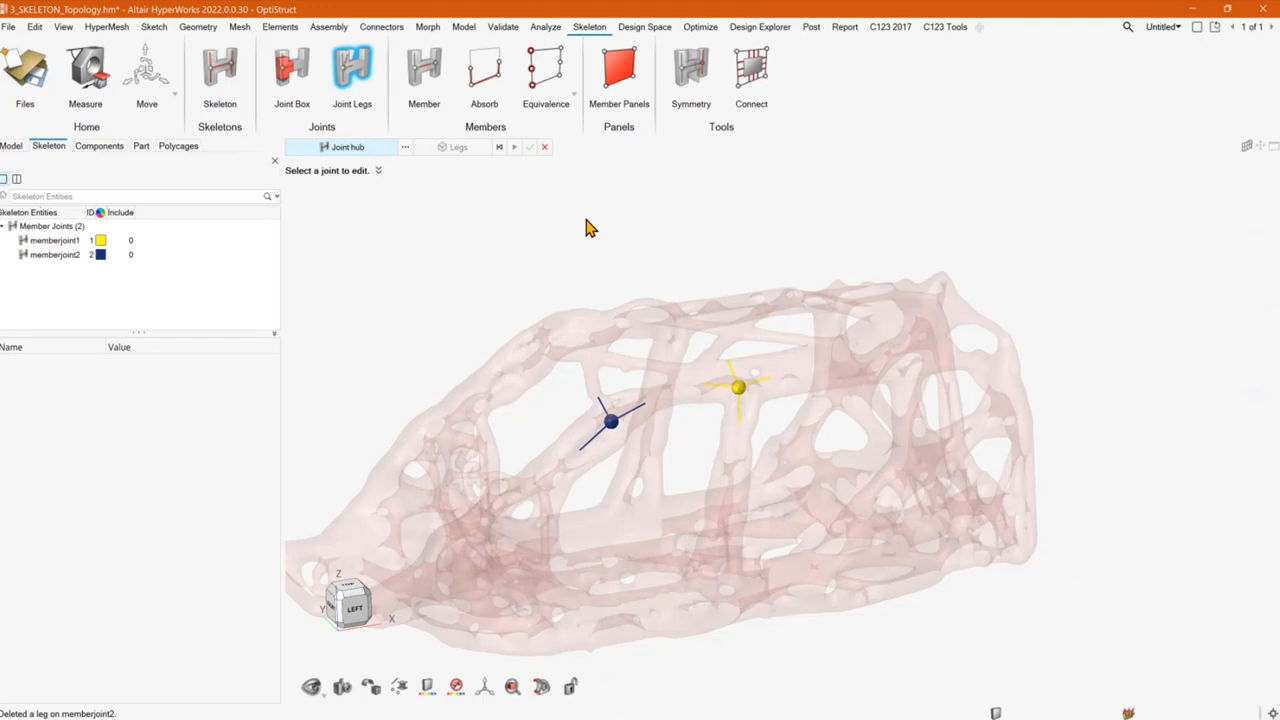 3_SKELETON_Topology.hm* - Altair HyperWorks 2022.0.0.30 - OptiStruct
File Edit View HyperMesh Sketch Geometry Mesh Elements Assembly Connectors Morph Model Validate Analyze Skeleton Design Space Optimize Design Explorer Post Report C123 2017 C123 Tools Untitled 1 of 1
Files Measure Move Skeleton Joint Box Joint Legs Member Absorb Equivalence Member Panels Symmetry Connect
Home Skeletons Joints Members Panels Tools
Model Skeleton Components Part Polycages Joint hub ... Legs
Select a joint to edit.
Skeleton Entities
Skeleton Entities ID Include
Member Joints (2)
memberjoint1 1 0
memberjoint2 2 0
Name Value
Z
TOP
LEFT
Y
X
Deleted a leg on memberjoint2.